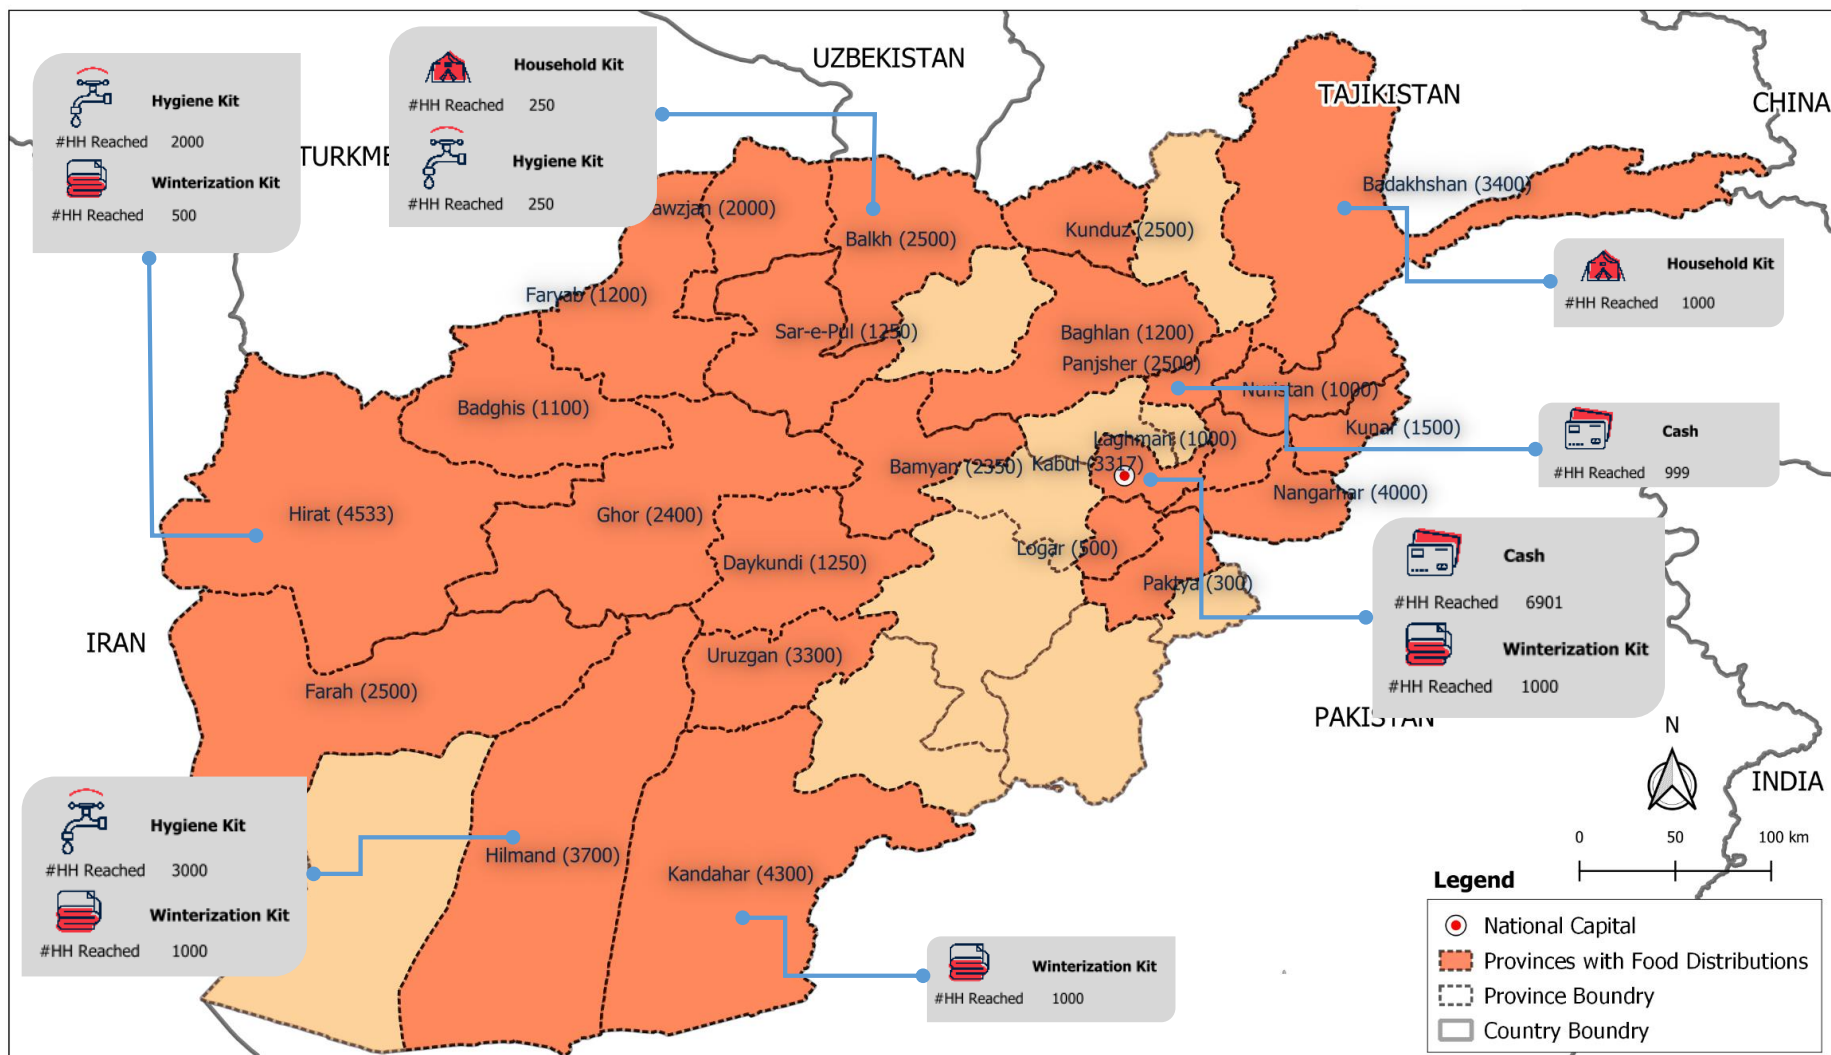 UZBEKISTAN
TAJIKISTAN
CHINA
TURKME
IRAN
PAKISTAN
INDIA
Hygiene Kit
#HH Reached 2000
Winterization Kit
#HH Reached 500
Household Kit
#HH Reached 250
Hygiene Kit
#HH Reached 250
awzjan (2000)
Balkh (2500)
Kunduz (2500)
Badakhshan (3400)
Household Kit
#HH Reached 1000
Faryab (1200)
Sar-e-Pul (1250)
Baghlan (1200)
Panjsher (2500)
Nuristan (1000)
Badghis (1100)
Kunar (1500)
Laghman (1000)
Cash
#HH Reached 999
Bamyan (2350)
Kabul (3317)
Nangarhar (4000)
Hirat (4533)
Ghor (2400)
Logar (500)
Daykundi (1250)
Paktya (300)
Cash
#HH Reached 6901
Winterization Kit
#HH Reached 1000
Uruzgan (3300)
Farah (2500)
Hygiene Kit
#HH Reached 3000
Winterization Kit
#HH Reached 1000
Hilmand (3700)
Kandahar (4300)
Winterization Kit
#HH Reached 1000
N
0 50 100 km
Legend
National Capital
Provinces with Food Distributions
Province Boundry
Country Boundry